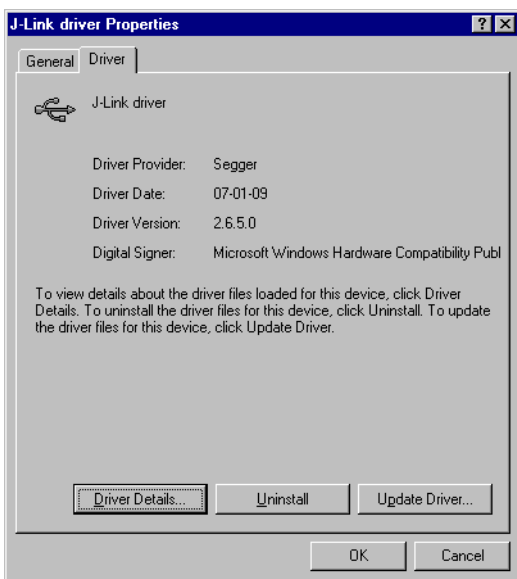 J-Link driver Properties
General Driver
J-Link driver
Driver Provider: Segger
Driver Date: 07-01-09
Driver Version: 2.6.5.0
Digital Signer: Microsoft Windows Hardware Compatibility Publ
To view details about the driver files loaded for this device, click Driver
Details. To uninstall the driver files for this device, click Uninstall. To update
the driver files for this device, click Update Driver.
Driver Details... Uninstall Update Driver...
OK Cancel